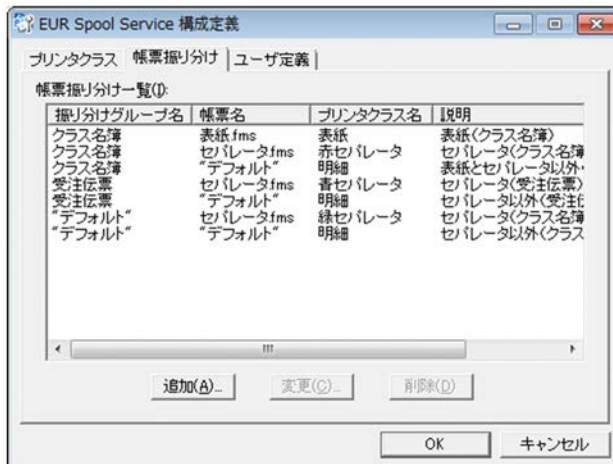 EUR Spool Service 構成定義
プリンタクラス 帳票振り分け ユーザ定義
帳票振り分け一覧(I):
振り分けグループ名 帳票名 プリンタクラス名 説明
クラス名簿 表紙.fms 表紙 表紙(クラス名簿)
クラス名簿 セパレータ.fms 赤セパレータ セパレータ(クラス名簿
クラス名簿 "デフォルト" 明細 表紙とセパレータ以外
受注伝票 セパレータ.fms 青セパレータ セパレータ(受注伝票)
受注伝票 "デフォルト" 明細 セパレータ以外(受注伝
"デフォルト" セパレータ.fms 緑セパレータ セパレータ(クラス名簿
"デフォルト" "デフォルト" 明細 セパレータ以外(クラス
追加(A)... 変更(C)... 削除(D)
OK キャンセル